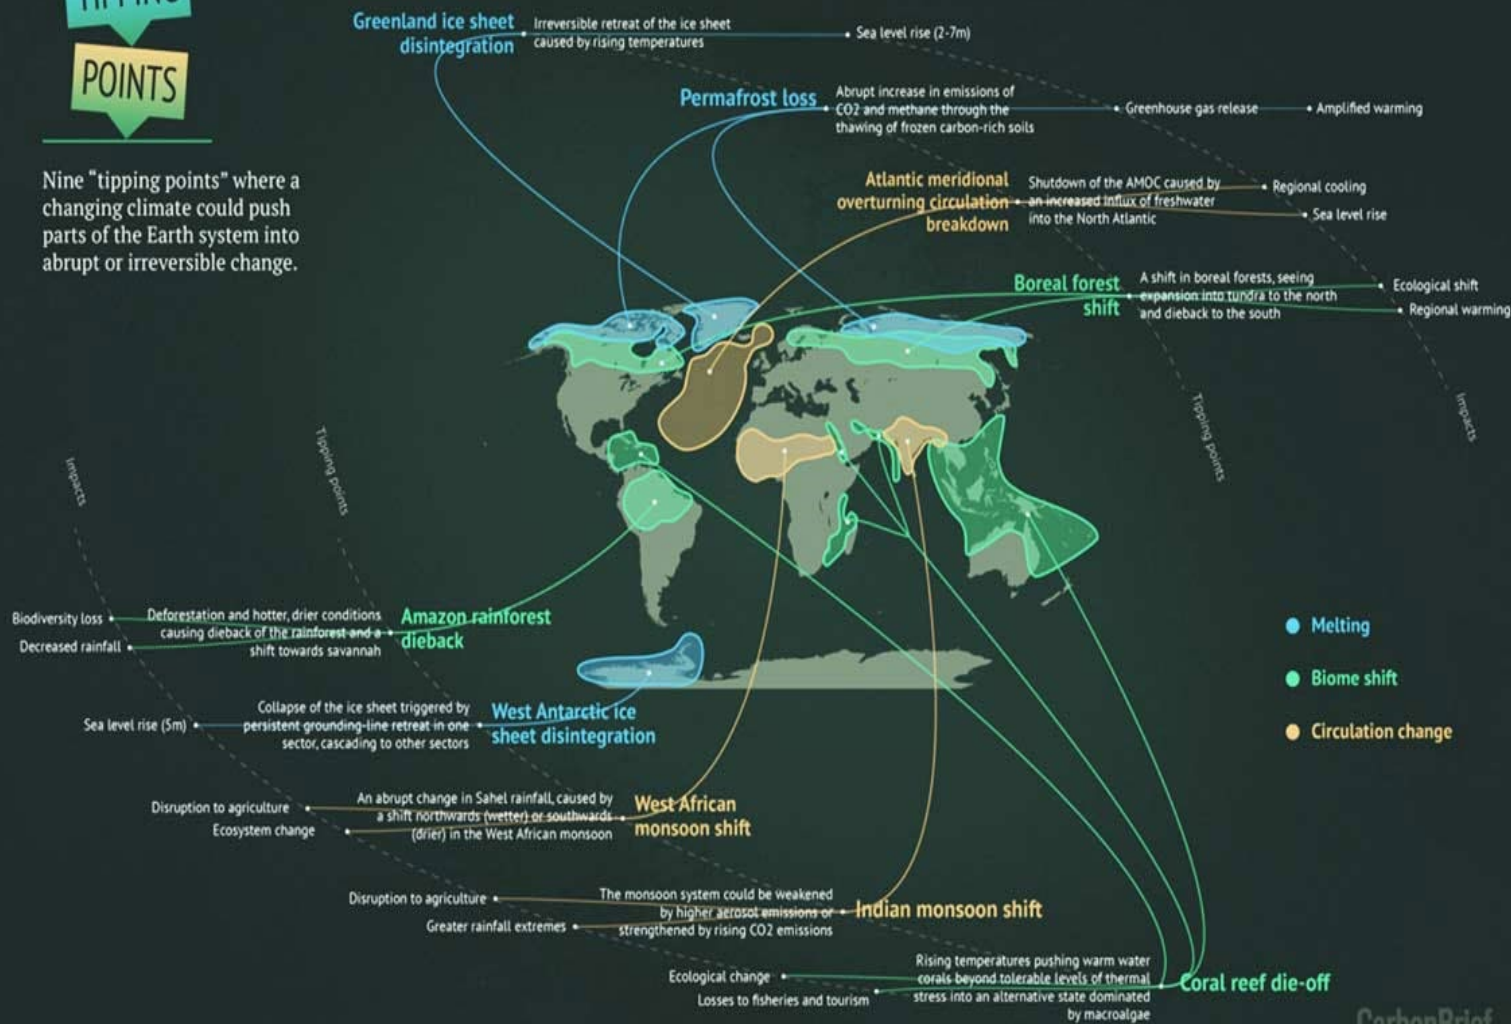 TIPPING
POINTS
Nine “tipping points” where a
changing climate could push
parts of the Earth system into
abrupt or irreversible change.
Greenland ice sheet
disintegration
Irreversible retreat of the ice sheet
caused by rising temperatures
Sea level rise (2-7m)
Permafrost loss
Abrupt increase in emissions of
CO2 and methane through the
thawing of frozen carbon-rich soils
Greenhouse gas release
Amplified warming
Atlantic meridional
overturning circulation
breakdown
Shutdown of the AMOC caused by
an increased influx of freshwater
into the North Atlantic
Regional cooling
Sea level rise
Boreal forest
shift
A shift in boreal forests, seeing
expansion into tundra to the north
and dieback to the south
Ecological shift
Regional warming
Tipping points
Impacts
Impacts
Tipping points
Biodiversity loss
Decreased rainfall
Deforestation and hotter, drier conditions
causing dieback of the rainforest and a
shift towards savannah
Amazon rainforest
dieback
Sea level rise (5m)
Collapse of the ice sheet triggered by
persistent grounding-line retreat in one
sector, cascading to other sectors
West Antarctic ice
sheet disintegration
Melting
Biome shift
Circulation change
Disruption to agriculture
Ecosystem change
An abrupt change in Sahel rainfall, caused by
a shift northwards (wetter) or southwards
(drier) in the West African monsoon
West African
monsoon shift
Disruption to agriculture
Greater rainfall extremes
The monsoon system could be weakened
by higher aerosol emissions or
strengthened by rising CO2 emissions
Indian monsoon shift
Ecological change
Losses to fisheries and tourism
Rising temperatures pushing warm water
corals beyond tolerable levels of thermal
stress into an alternative state dominated
by macroalgae
Coral reef die-off
CarbonBrief